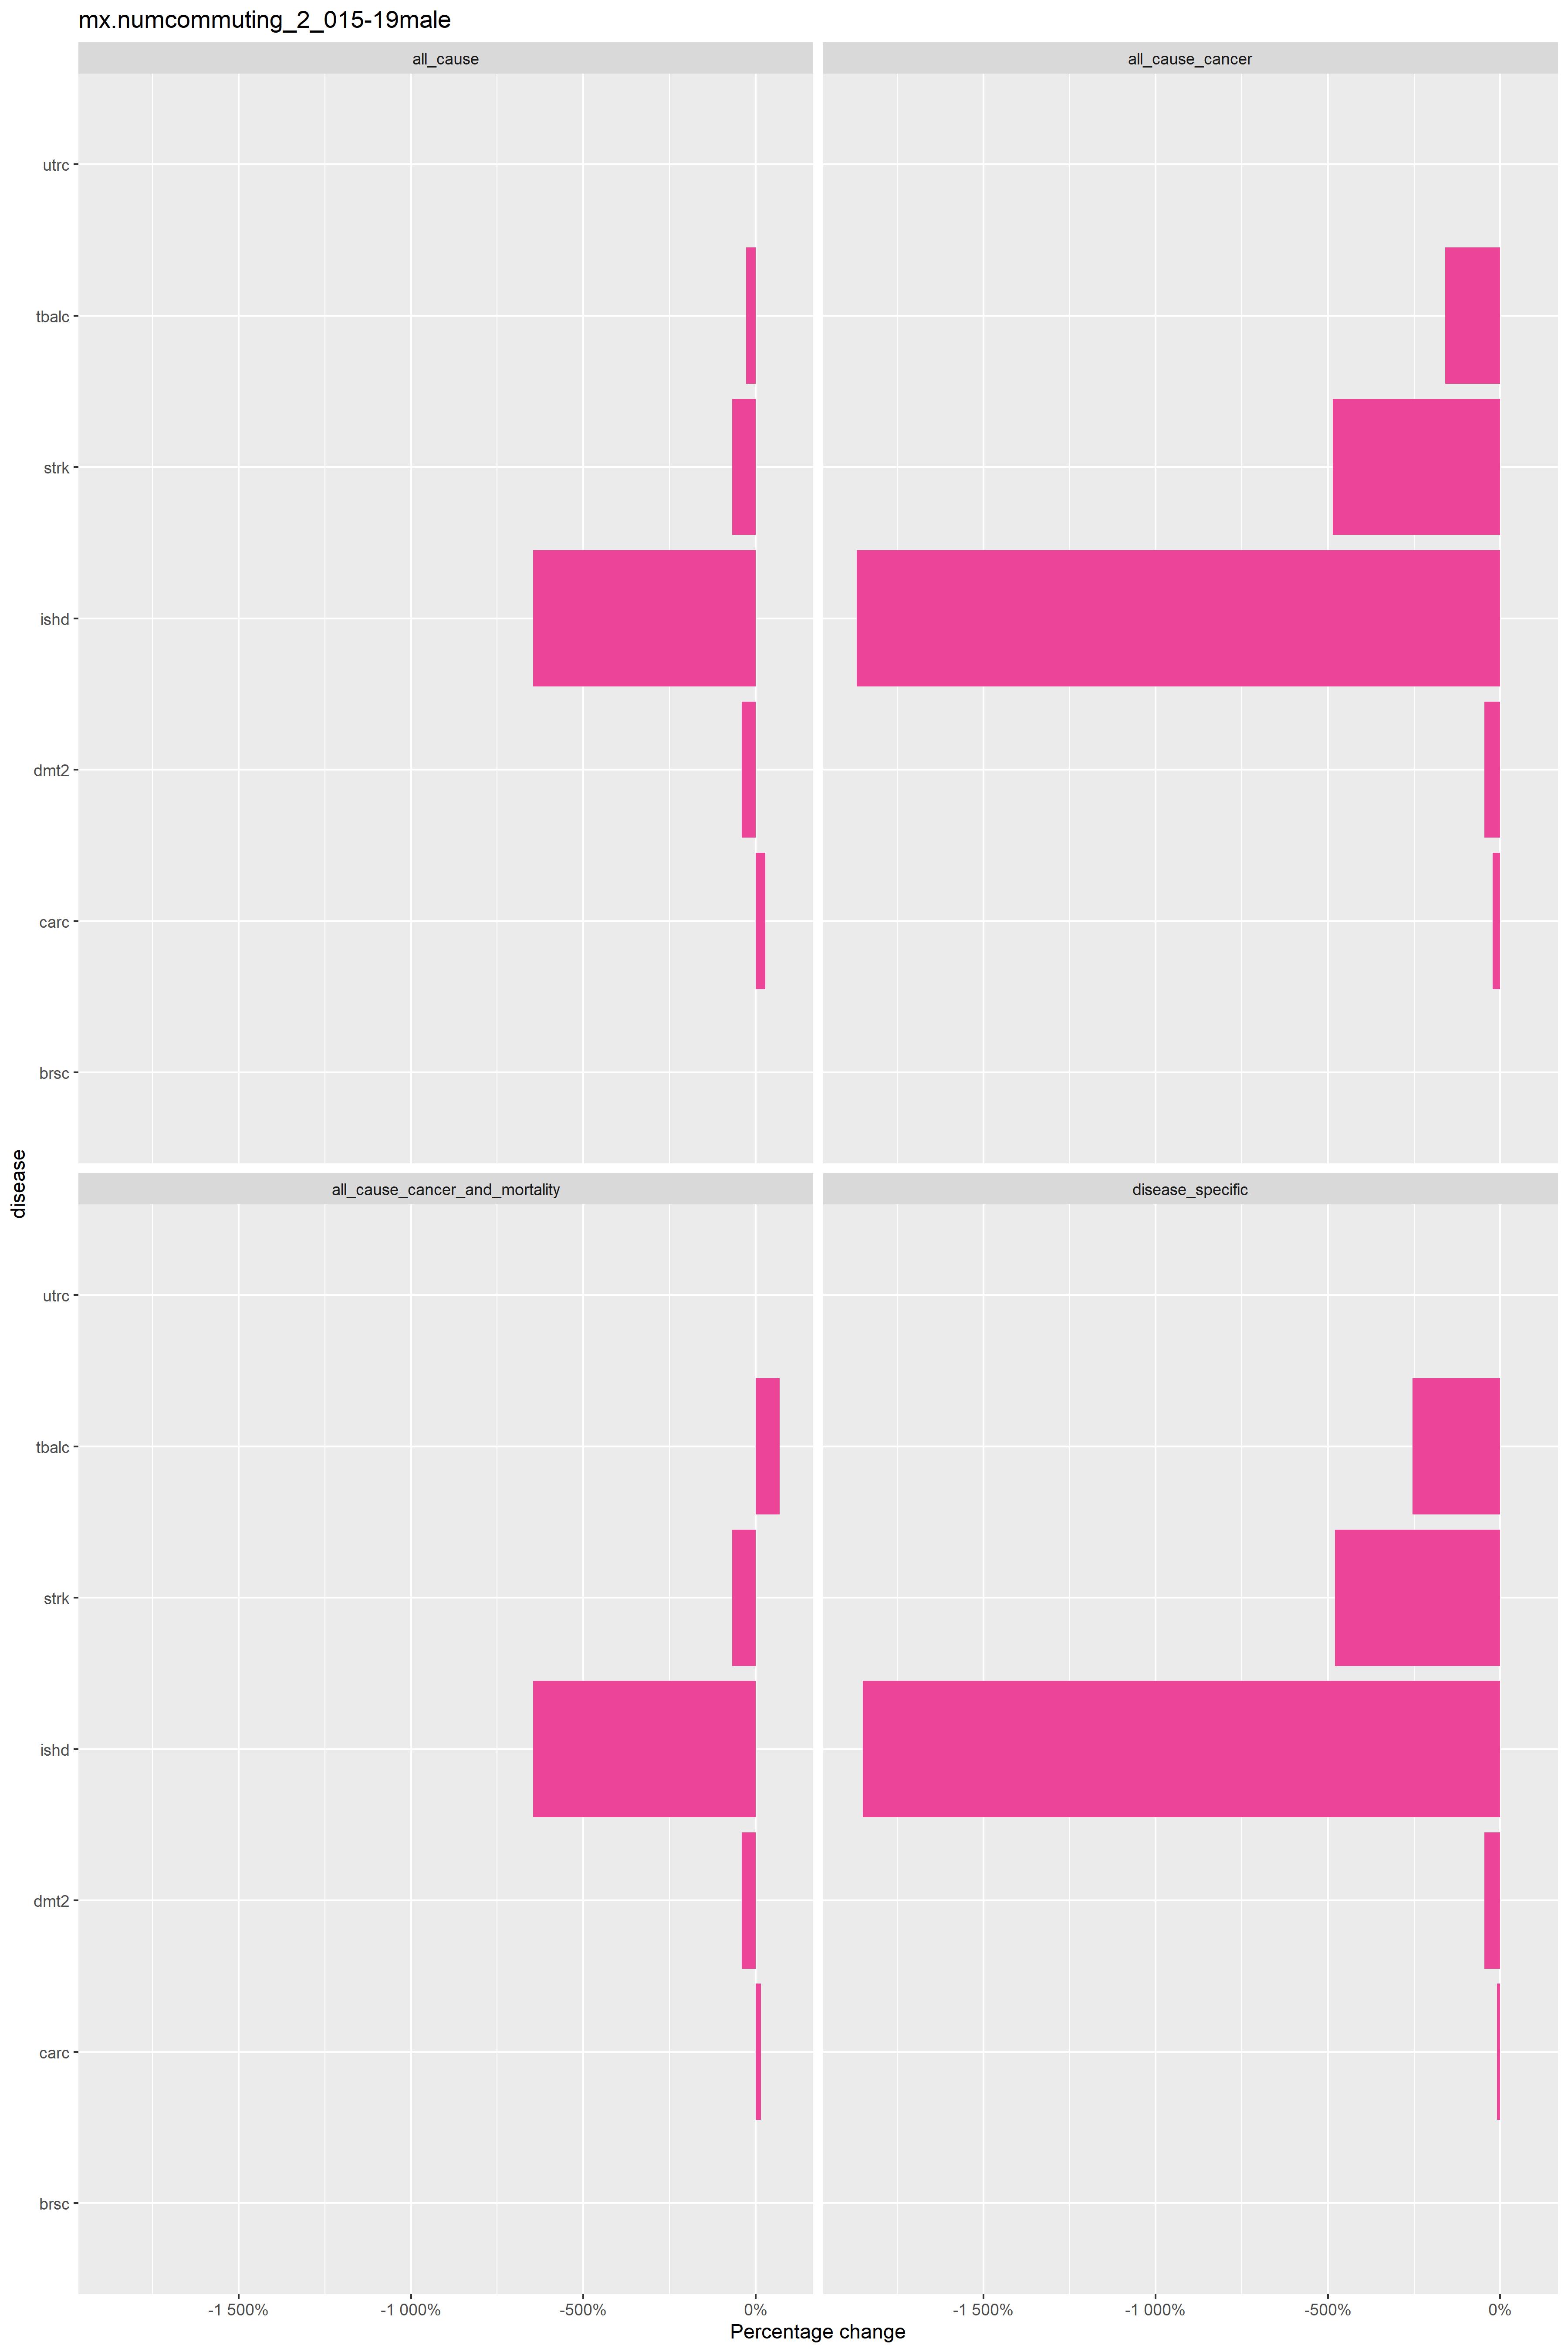 mx.numcommuting_2_015-19male
all_cause
all_cause_cancer
utrc
tbalc
strk
ishd
dmt2
carc
brsc
disease
all_cause_cancer_and_mortality
disease_specific
utrc
tbalc
strk
ishd
dmt2
carc
brsc
-1 500%
-1 000%
-500%
0%
-1 500%
-1 000%
-500%
0%
Percentage change